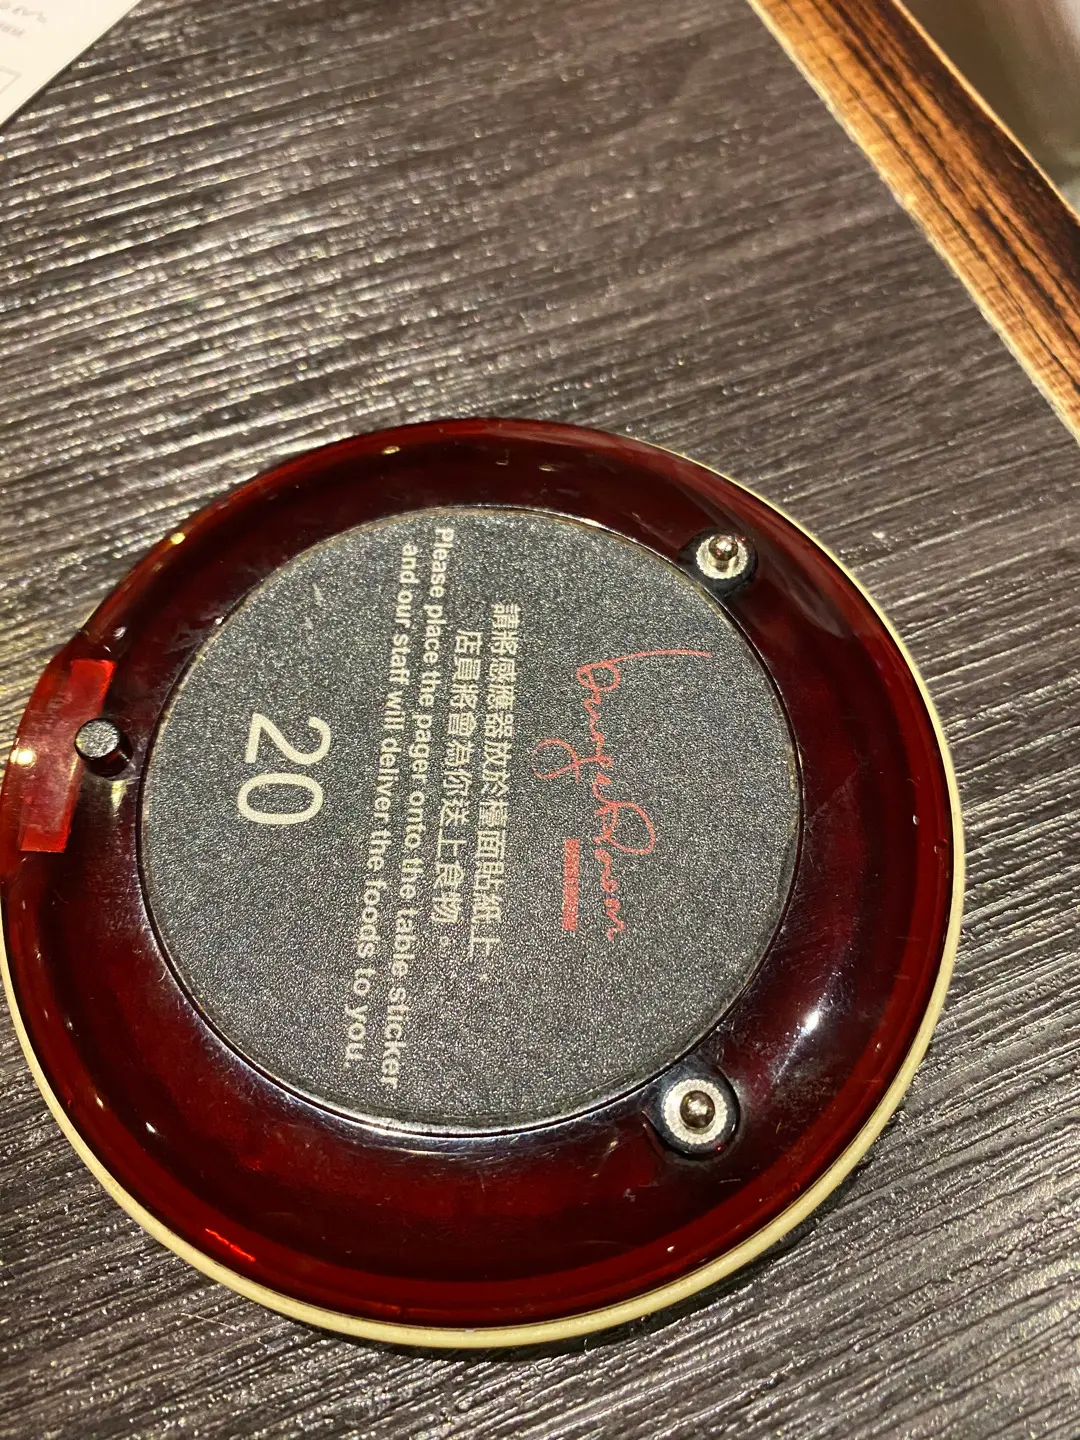 bungeRoom
請將感應器放於檯面貼紙上，
店員將會為你送上食物。
Please place the pager onto the table sticker
and our staff will deliver the foods to you.
20